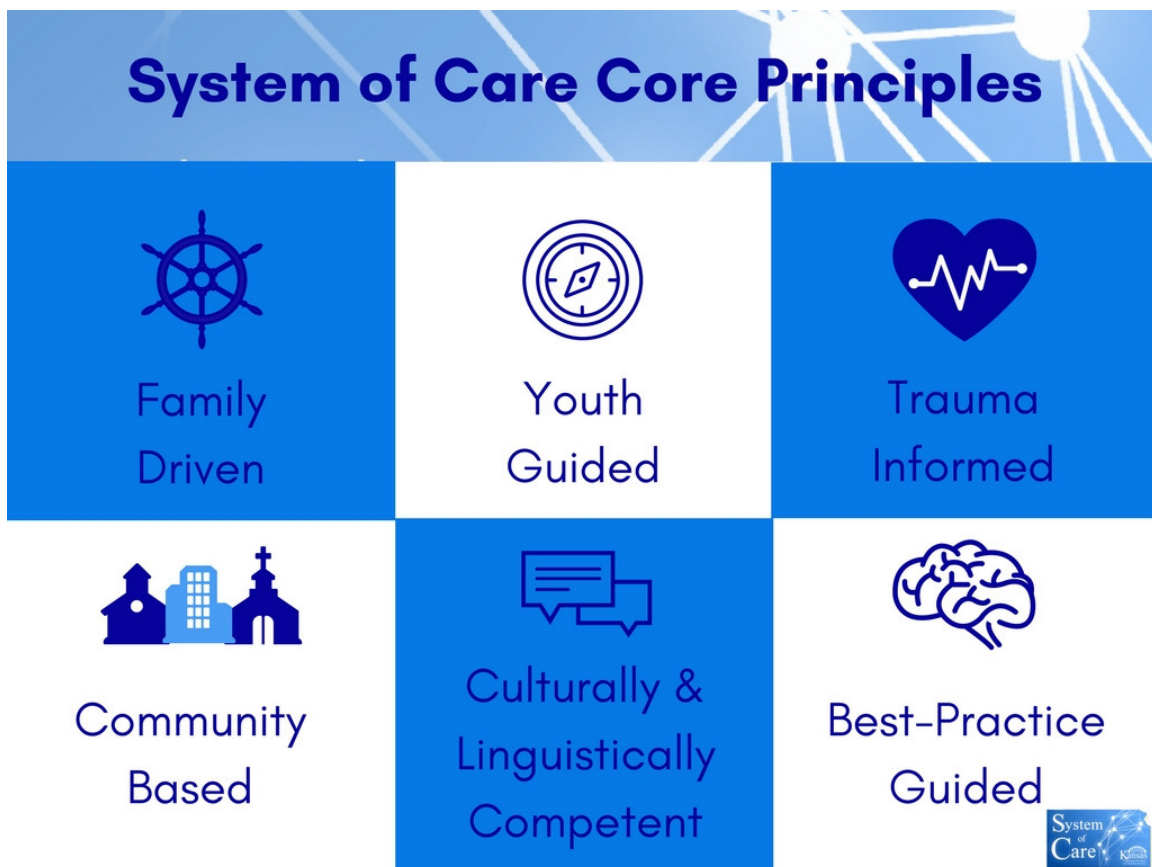 System of Care Core Principles
Family
Driven
Youth
Guided
Trauma
Informed
Community
Based
Culturally &
Linguistically
Competent
Best-Practice
Guided
System
of
Care
Kansas